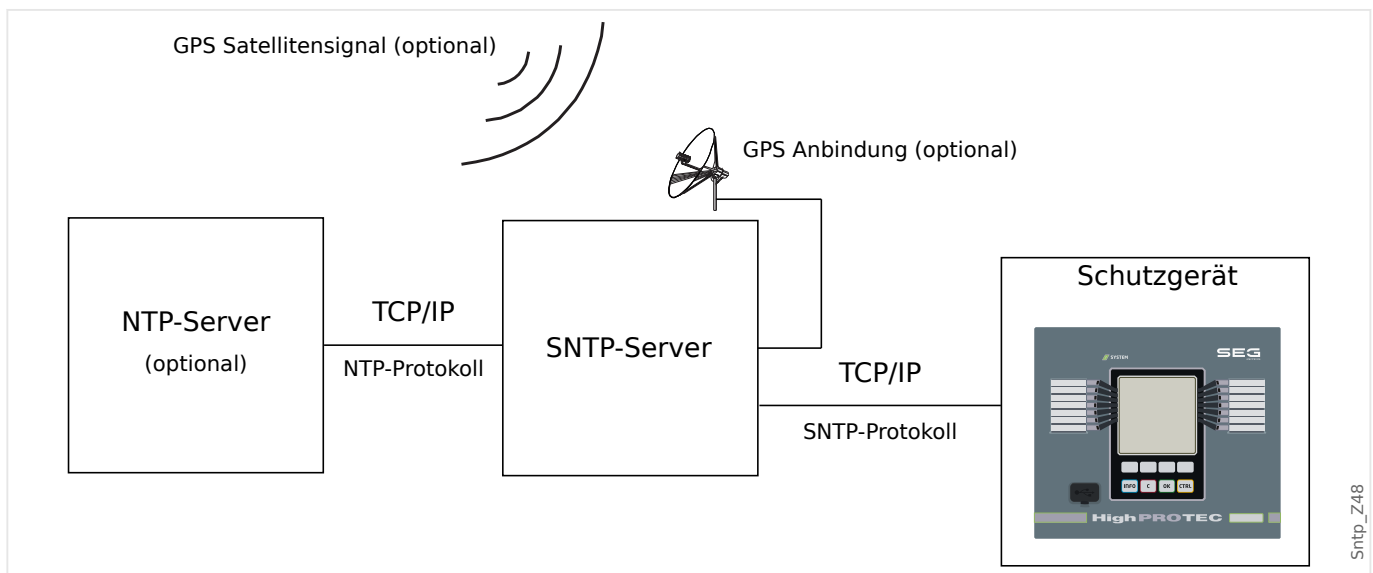 GPS Satellitensignal (optional)
GPS Anbindung (optional)
NTP-Server
(optional)
TCP/IP
NTP-Protokoll
SNTP-Server
TCP/IP
SNTP-Protokoll
Schutzgerät
SYSTEM
SEG
INFO
C
OK
CTRL
HighPROTEC
Sntp_Z48